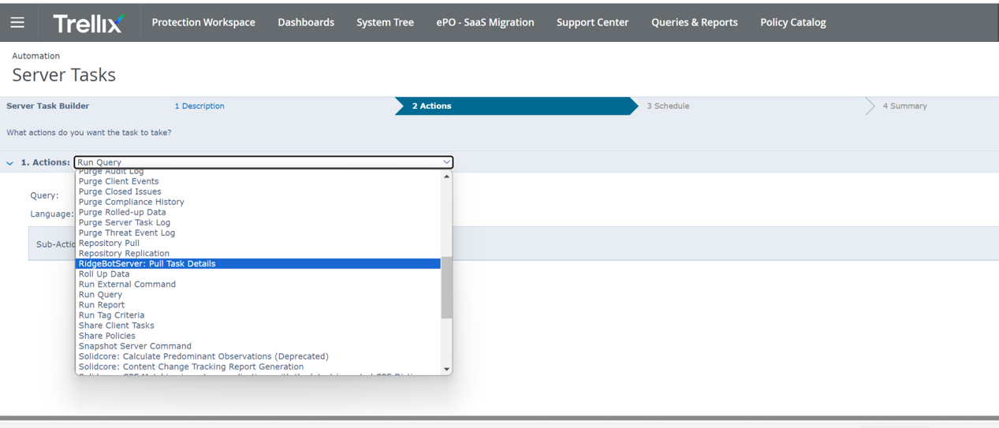 Trellix Protection Workspace Dashboards System Tree ePO - SaaS Migration Support Center Queries & Reports Policy Catalog
Automation
Server Tasks
Server Task Builder 1 Description 2 Actions 3 Schedule 4 Summary
What actions do you want the task to take?
1. Actions: Run Query
Purge Audit Log
Purge Client Events
Purge Closed Issues
Query:
Purge Compliance History
Purge Rolled-up Data
Language:
Purge Server Task Log
Purge Threat Event Log
Repository Pull
Sub-Actio
Repository Replication
RidgeBotServer: Pull Task Details
Roll Up Data
Run External Command
Run Query
Run Report
Run Tag Criteria
Share Client Tasks
Share Policies
Snapshot Server Command
Solidcore: Calculate Predominant Observations (Deprecated)
Solidcore: Content Change Tracking Report Generation